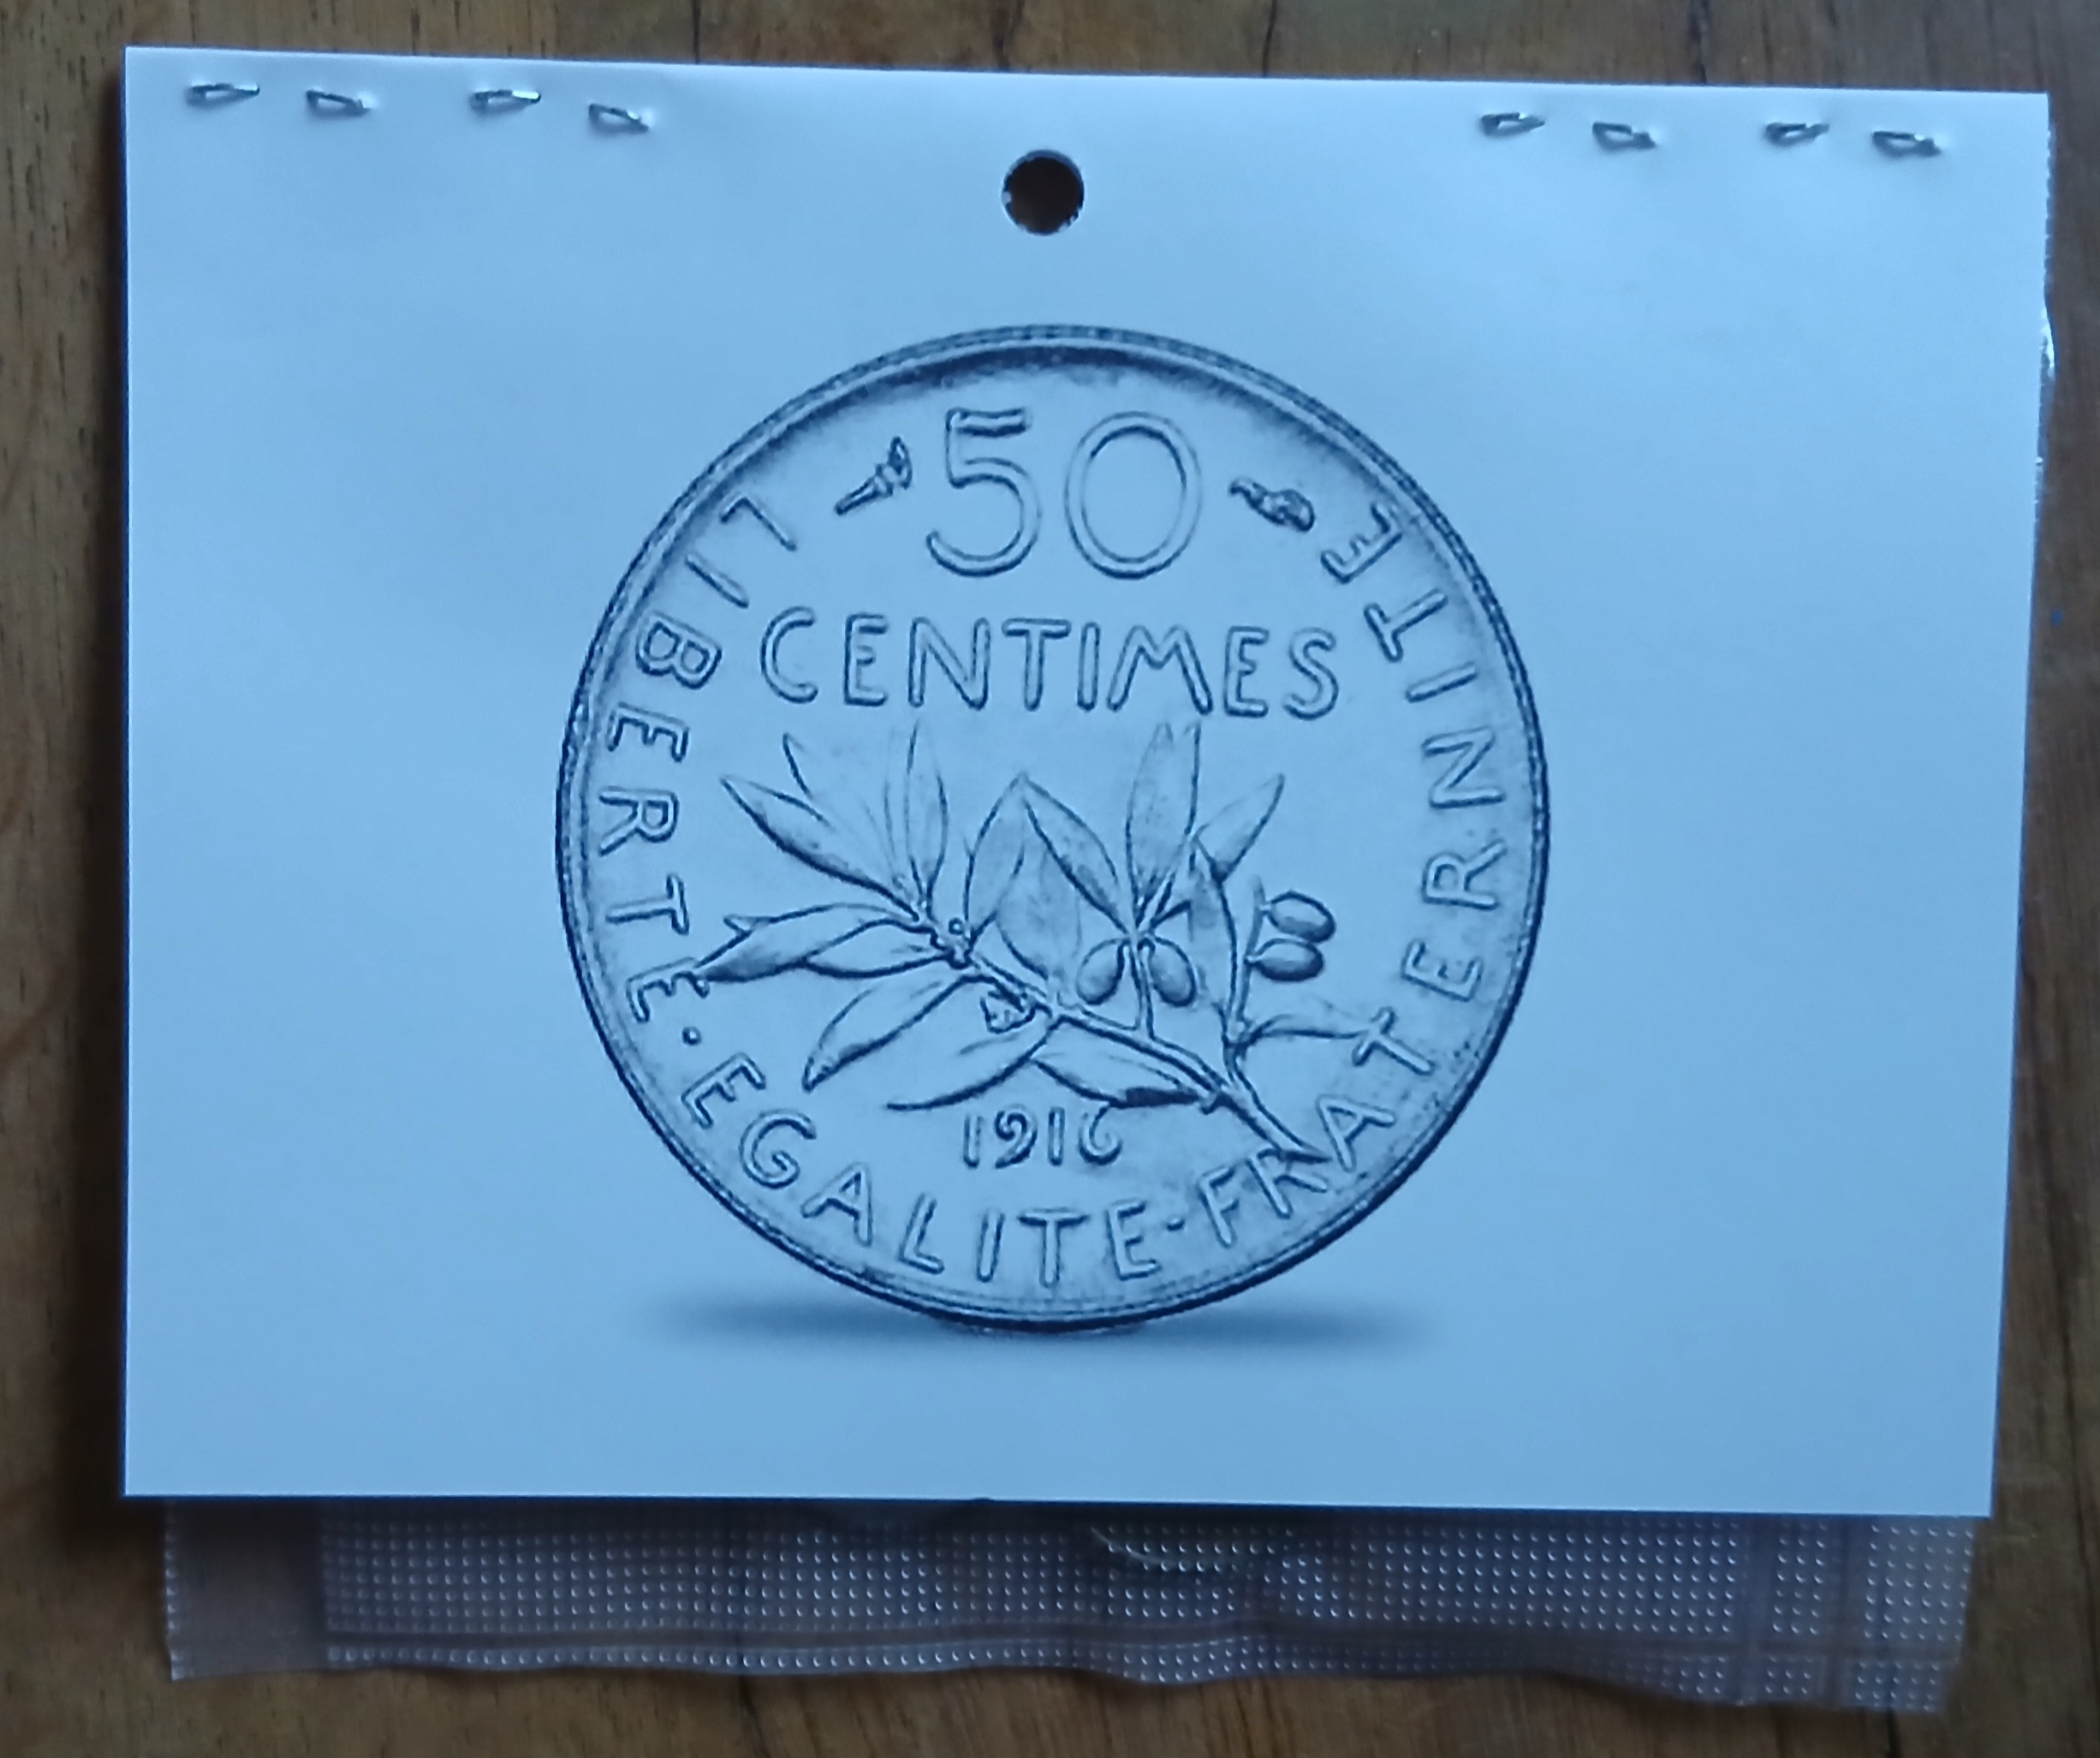 50
CENTIMES
1916
LIBERTE·EGALITE·FRATERNITE